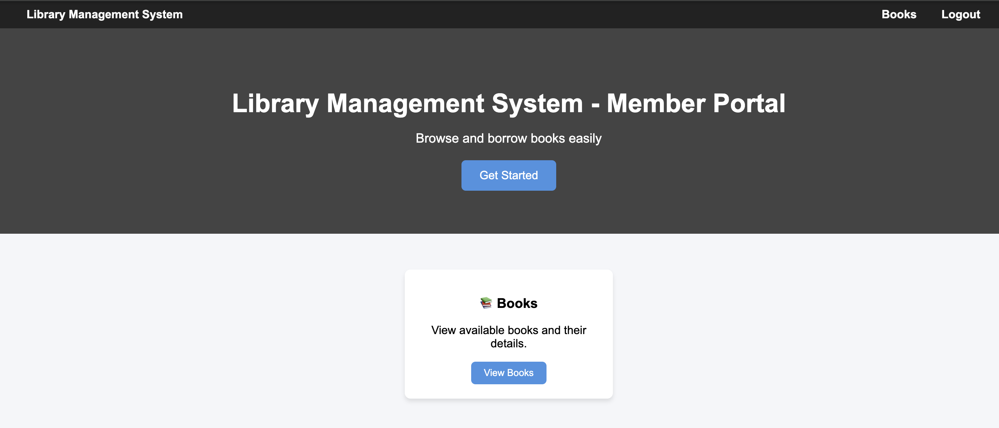 Library Management System
Books
Logout
Library Management System - Member Portal
Browse and borrow books easily
Get Started
Books
View available books and their
details.
View Books